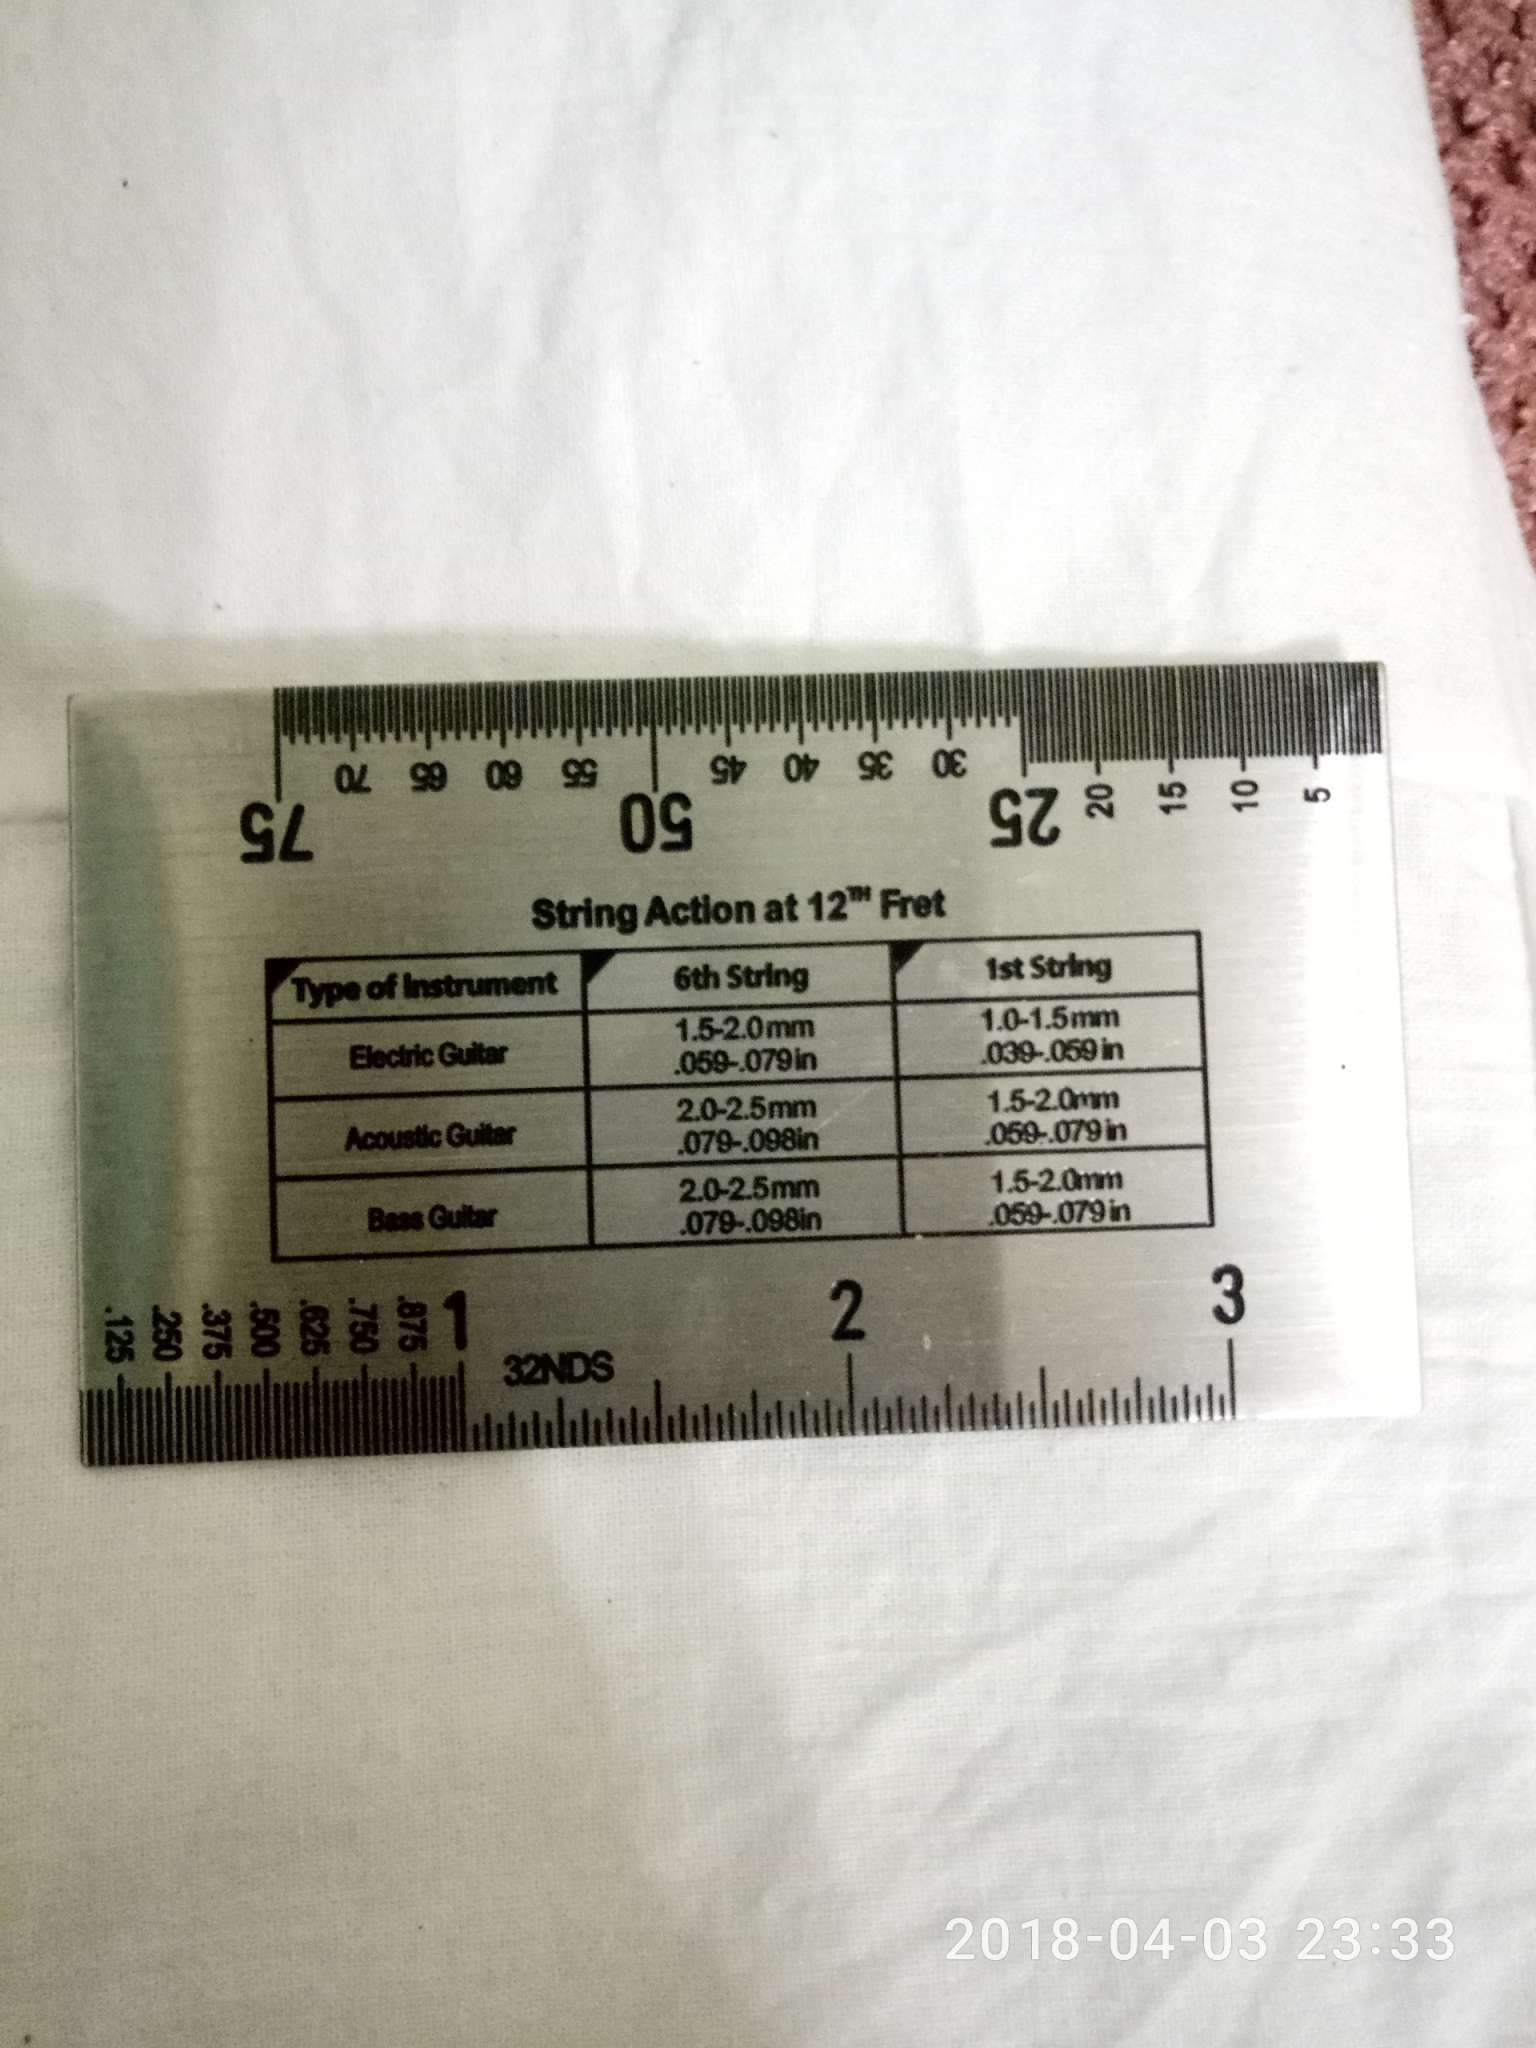 75 70 65 60 55 50 45 40 35 30 25 20 15 10 5
String Action at 12TH Fret
Type of Instrument 6th String 1st String
Electric Guitar 1.5-2.0mm 1.0-1.5mm
.059-.079in .039-.059in
Acoustic Guitar 2.0-2.5mm 1.5-2.0mm
.079-.098in .059-.079in
Bass Guitar 2.0-2.5mm 1.5-2.0mm
.079-.098in .059-.079in
.125 .250 .375 .500 .625 .750 .875 1 2 3
32NDS
2018-04-03 23:33